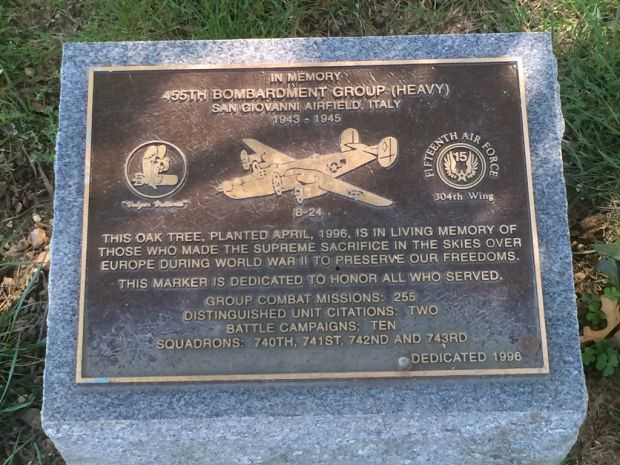 IN MEMORY
455TH BOMBARDMENT GROUP (HEAVY)
SAN GIOVANNI AIRFIELD, ITALY
1943 - 1945
FIFTEENTH AIR FORCE
15
304th Wing
"Vulgar Vultures"
B-24
THIS OAK TREE, PLANTED APRIL, 1996, IS IN LIVING MEMORY OF
THOSE WHO MADE THE SUPREME SACRIFICE IN THE SKIES OVER
EUROPE DURING WORLD WAR II TO PRESERVE OUR FREEDOMS.
THIS MARKER IS DEDICATED TO HONOR ALL WHO SERVED.
GROUP COMBAT MISSIONS: 255
DISTINGUISHED UNIT CITATIONS: TWO
BATTLE CAMPAIGNS: TEN
SQUADRONS: 740TH, 741ST, 742ND AND 743RD
DEDICATED 1996